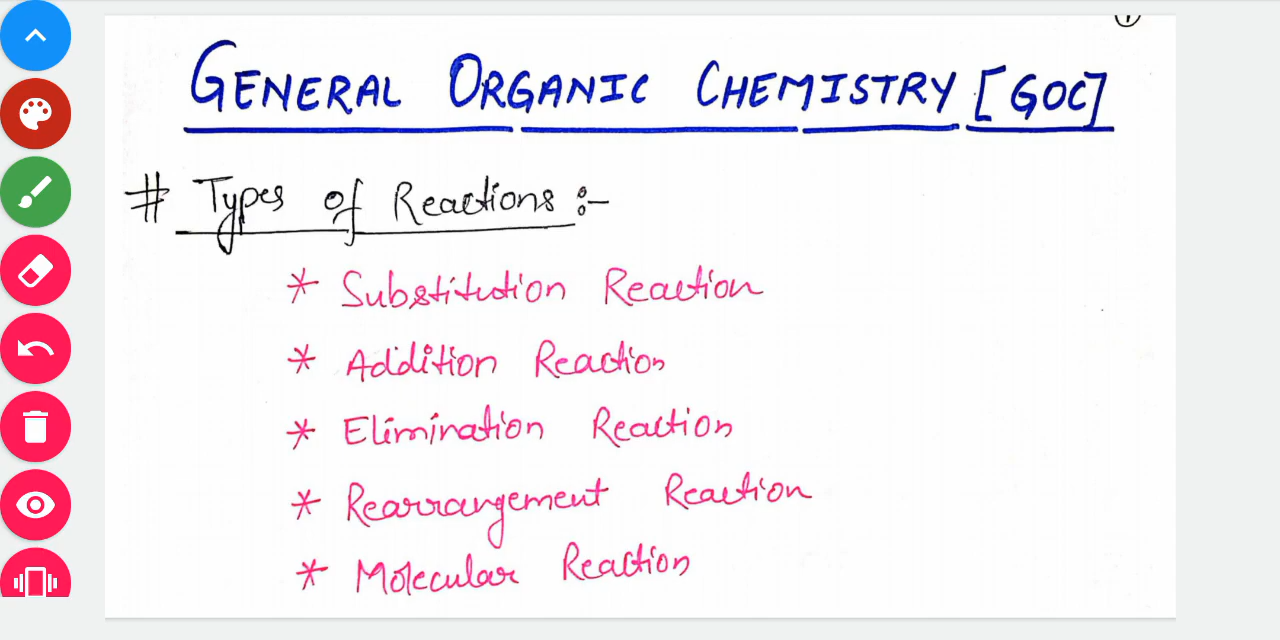 GENERAL ORGANIC CHEMISTRY [GOC]
# Types of Reactions :-
* Substitution Reaction
* Addition Reaction
* Elimination Reaction
* Rearrangement Reaction
* Molecular Reaction